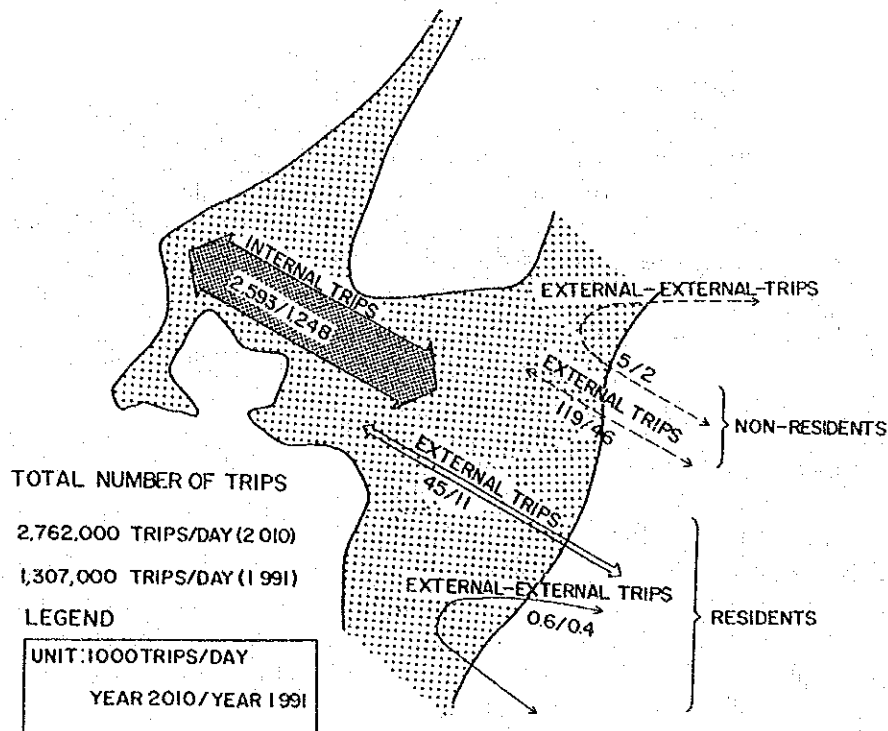 INTERNAL TRIPS
2.593/1.248
EXTERNAL-EXTERNAL-TRIPS
5/2
EXTERNAL TRIPS
119/46
NON-RESIDENTS
EXTERNAL TRIPS
45/11
EXTERNAL-EXTERNAL TRIPS
0.6/0.4
RESIDENTS
TOTAL NUMBER OF TRIPS
2,762,000 TRIPS/DAY (2010)
1,307,000 TRIPS/DAY (1991)
LEGEND
UNIT:1000TRIPS/DAY
YEAR 2010/YEAR 1991